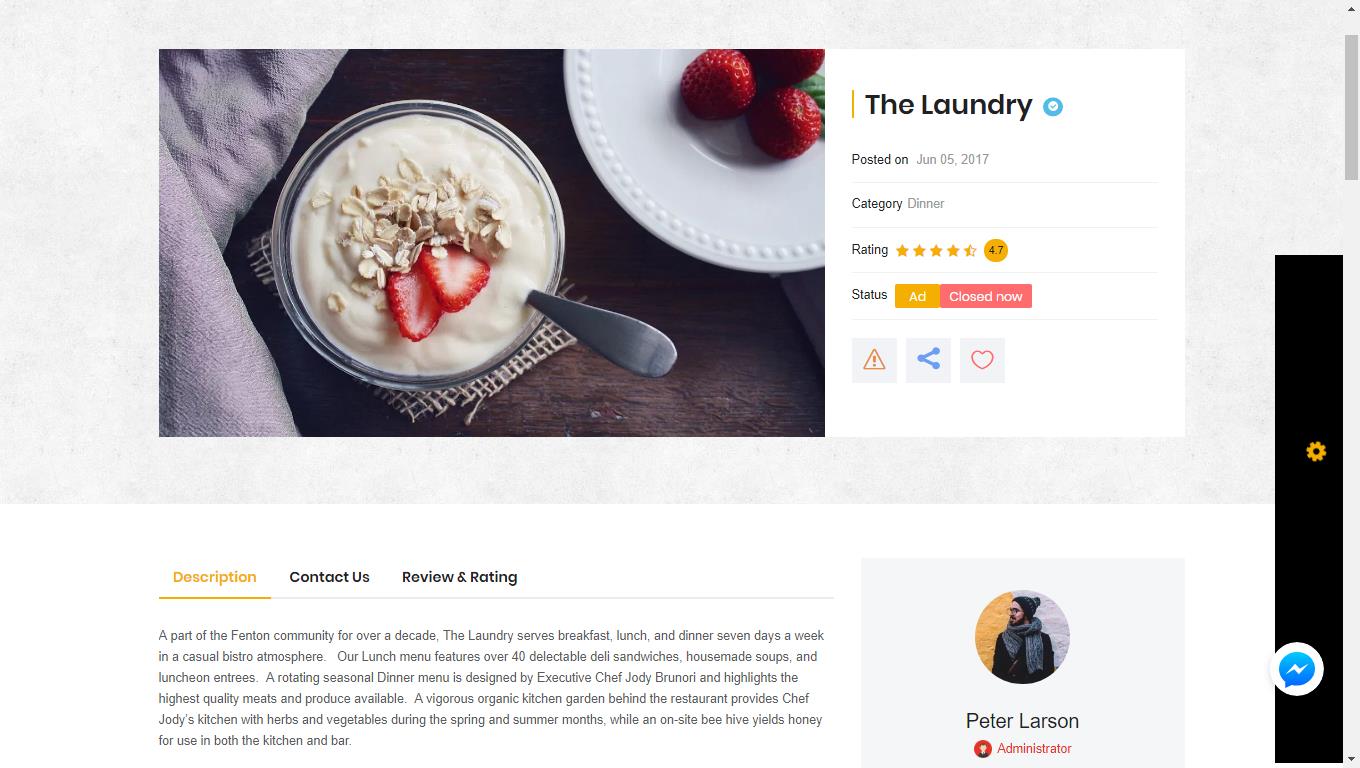 The Laundry
Posted on Jun 05, 2017
Category Dinner
Rating 4.7
Status Ad Closed now
Description Contact Us Review & Rating
A part of the Fenton community for over a decade, The Laundry serves breakfast, lunch, and dinner seven days a week
in a casual bistro atmosphere. Our Lunch menu features over 40 delectable deli sandwiches, housemade soups, and
luncheon entrees. A rotating seasonal Dinner menu is designed by Executive Chef Jody Brunori and highlights the
highest quality meats and produce available. A vigorous organic kitchen garden behind the restaurant provides Chef
Jody's kitchen with herbs and vegetables during the spring and summer months, while an on-site bee hive yields honey
for use in both the kitchen and bar.
Peter Larson
Administrator